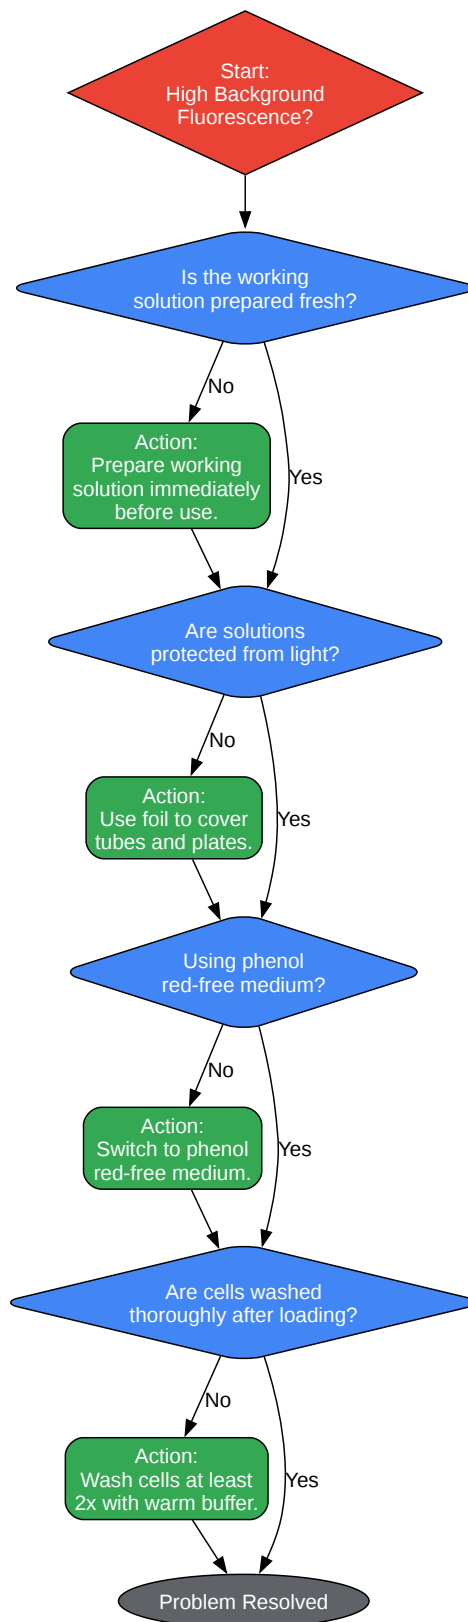 Start:
High Background
Fluorescence?
Is the working
solution prepared fresh?
No
Action:
Prepare working
solution immediately
before use.
Yes
Are solutions
protected from light?
No
Action:
Use foil to cover
tubes and plates.
Yes
Using phenol
red-free medium?
No
Action:
Switch to phenol
red-free medium.
Yes
Are cells washed
thoroughly after loading?
No
Action:
Wash cells at least
2x with warm buffer.
Yes
Problem Resolved